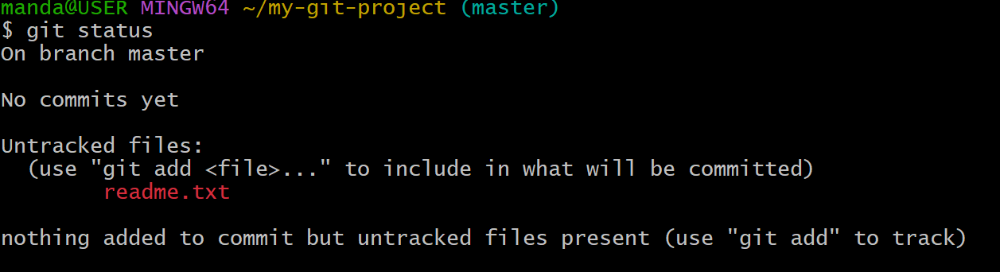 manda@USER MINGW64 ~/my-git-project (master)
$ git status
On branch master
No commits yet
Untracked files:
(use "git add <file>..." to include in what will be committed)
readme.txt
nothing added to commit but untracked files present (use "git add" to track)